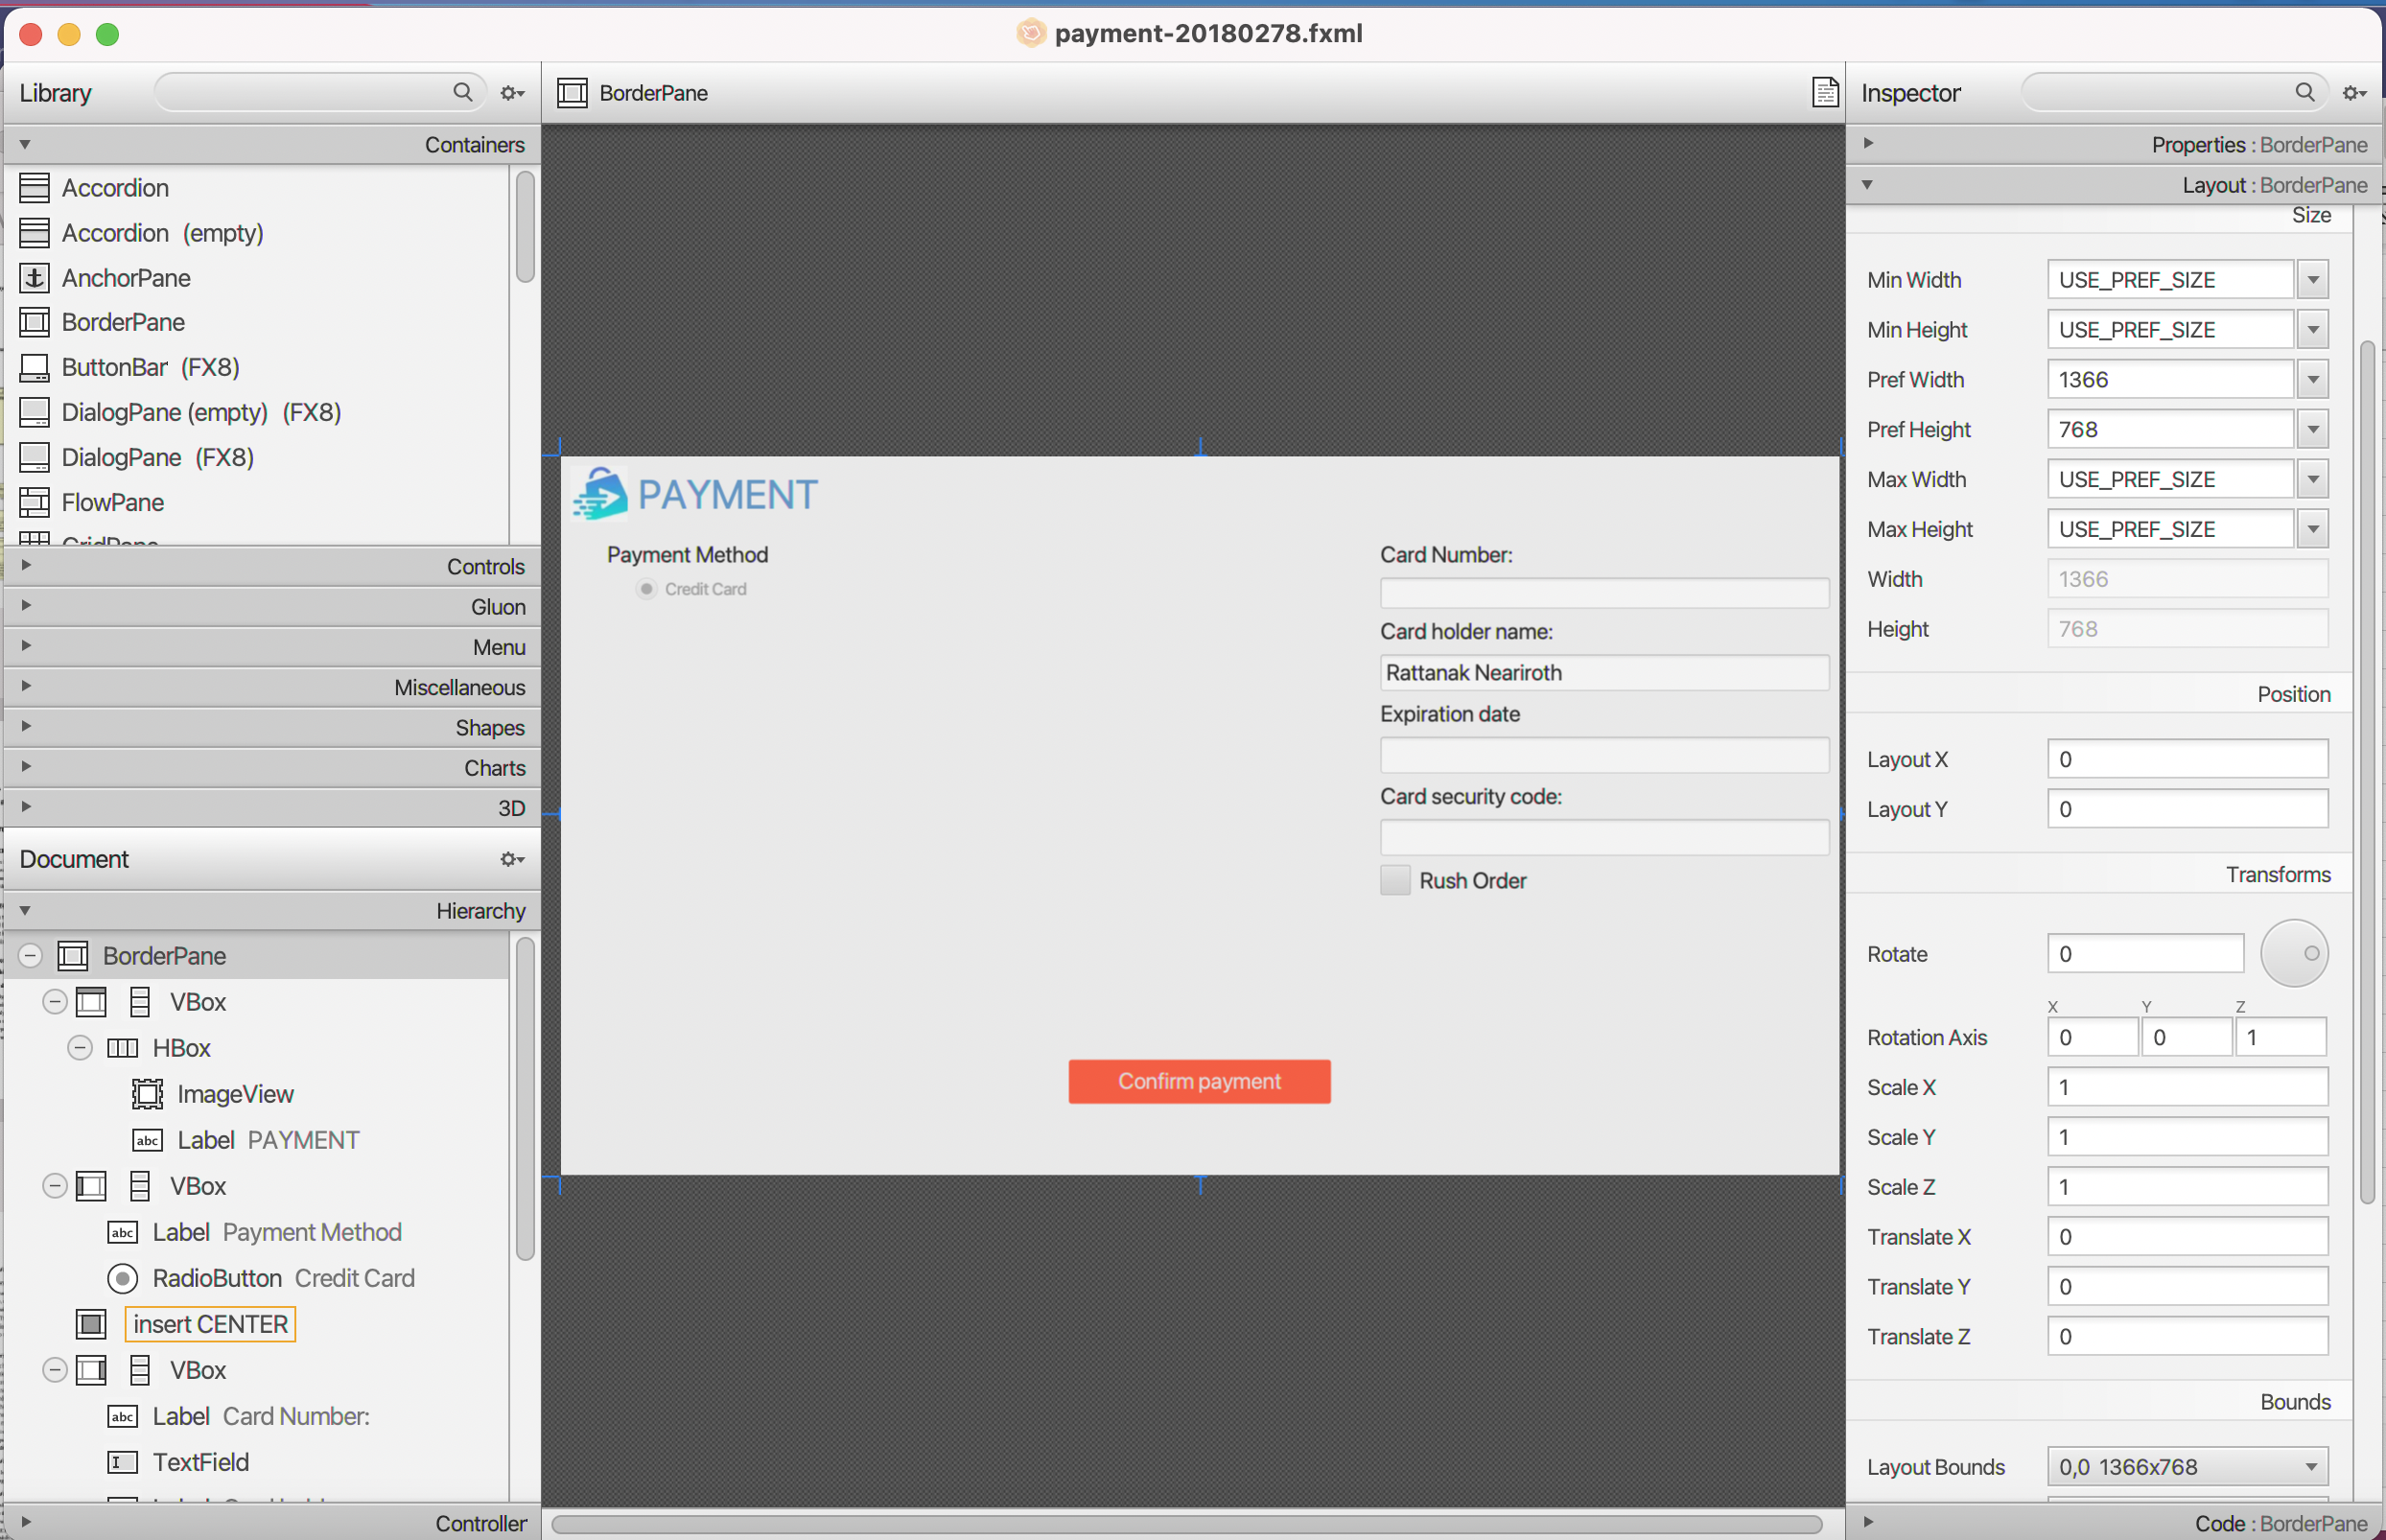 payment-20180278.fxml
Library
BorderPane
Inspector
Containers
Accordion
Accordion (empty)
AnchorPane
BorderPane
ButtonBar (FX8)
DialogPane (empty) (FX8)
DialogPane (FX8)
FlowPane
GridPane
Controls
Gluon
Menu
Miscellaneous
Shapes
Charts
3D
Document
Hierarchy
BorderPane
VBox
HBox
ImageView
abc Label PAYMENT
VBox
abc Label Payment Method
RadioButton Credit Card
insert CENTER
VBox
abc Label Card Number:
TextField
Controller
PAYMENT
Payment Method
Credit Card
Card Number:
Card holder name:
Rattanak Neariroth
Expiration date
Card security code:
Rush Order
Confirm payment
Properties : BorderPane
Layout : BorderPane
Size
Min Width USE_PREF_SIZE
Min Height USE_PREF_SIZE
Pref Width 1366
Pref Height 768
Max Width USE_PREF_SIZE
Max Height USE_PREF_SIZE
Width 1366
Height 768
Position
Layout X 0
Layout Y 0
Transforms
Rotate 0
X Y Z
Rotation Axis 0 0 1
Scale X 1
Scale Y 1
Scale Z 1
Translate X 0
Translate Y 0
Translate Z 0
Bounds
Layout Bounds 0,0 1366x768
Code : BorderPane